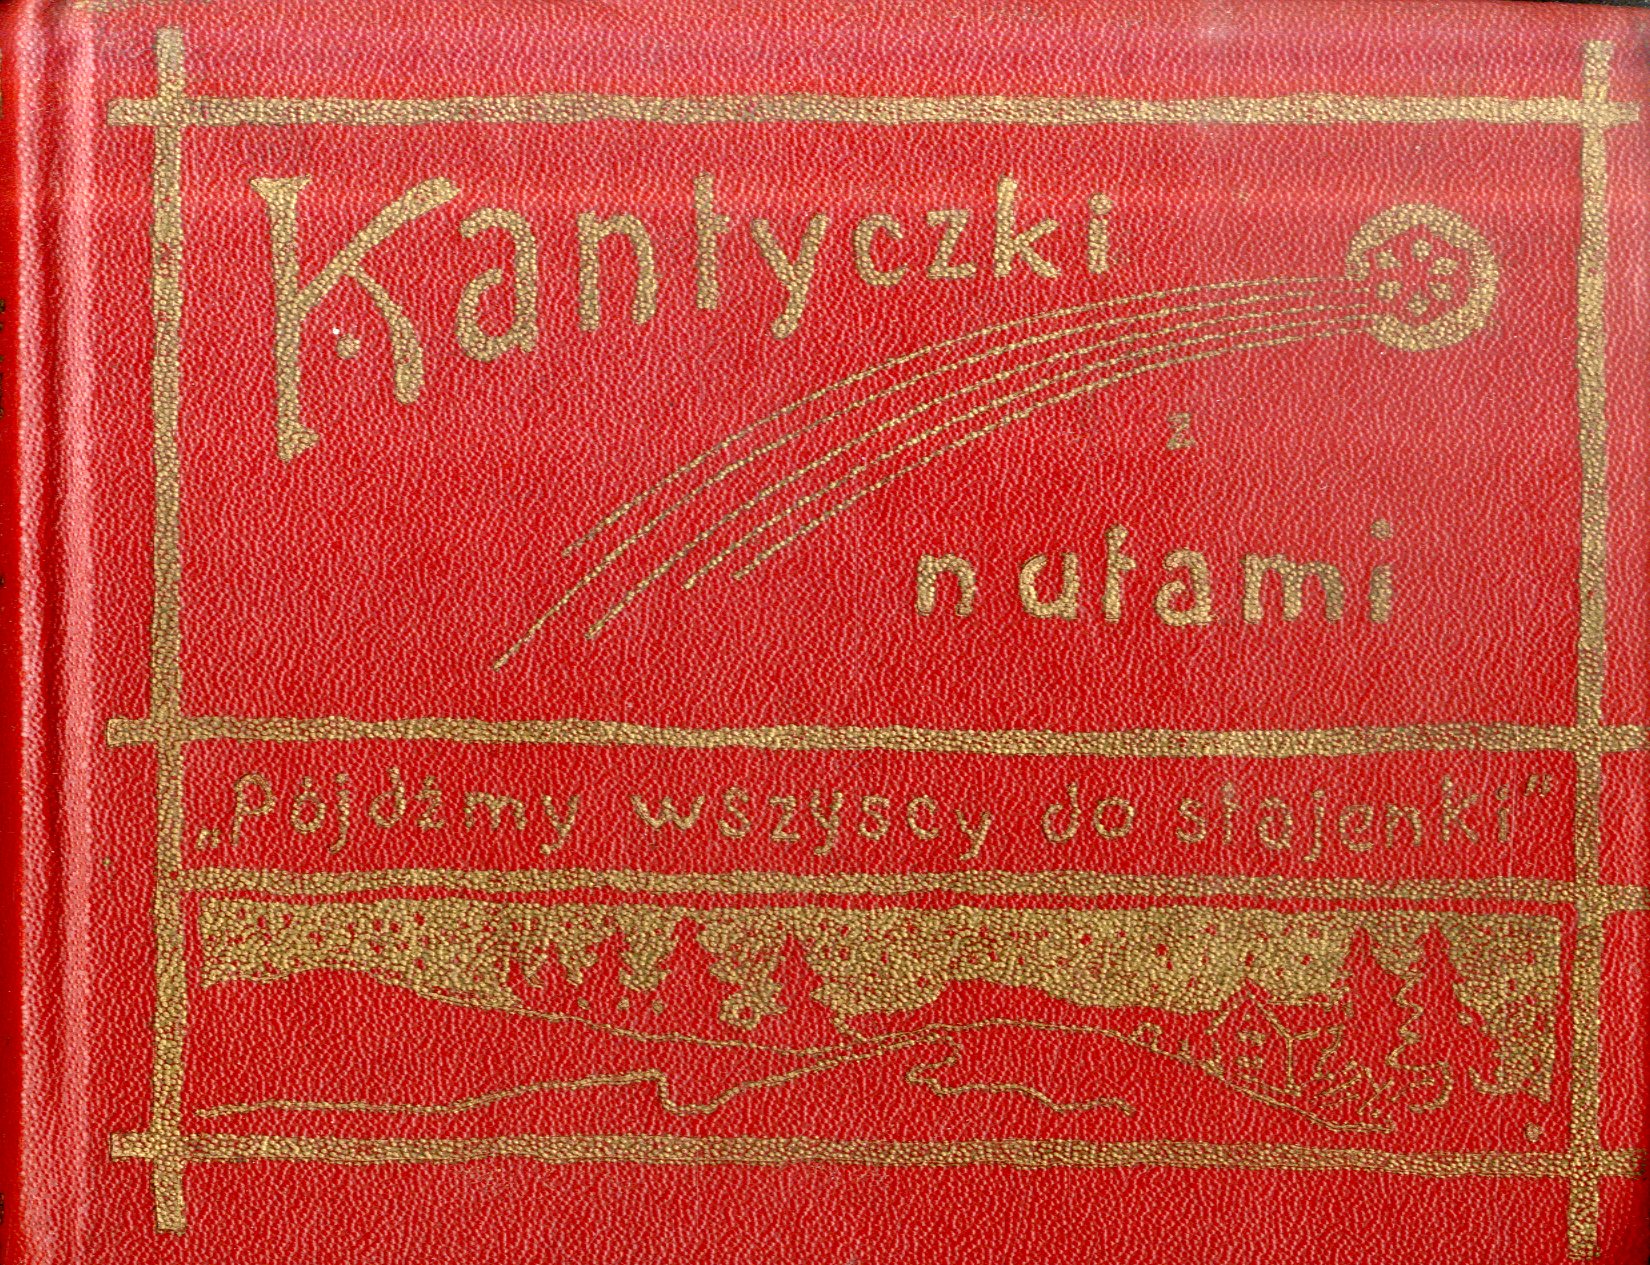 Kantyczki
z
nutami
„Pójdźmy wszyscy do stajenki”